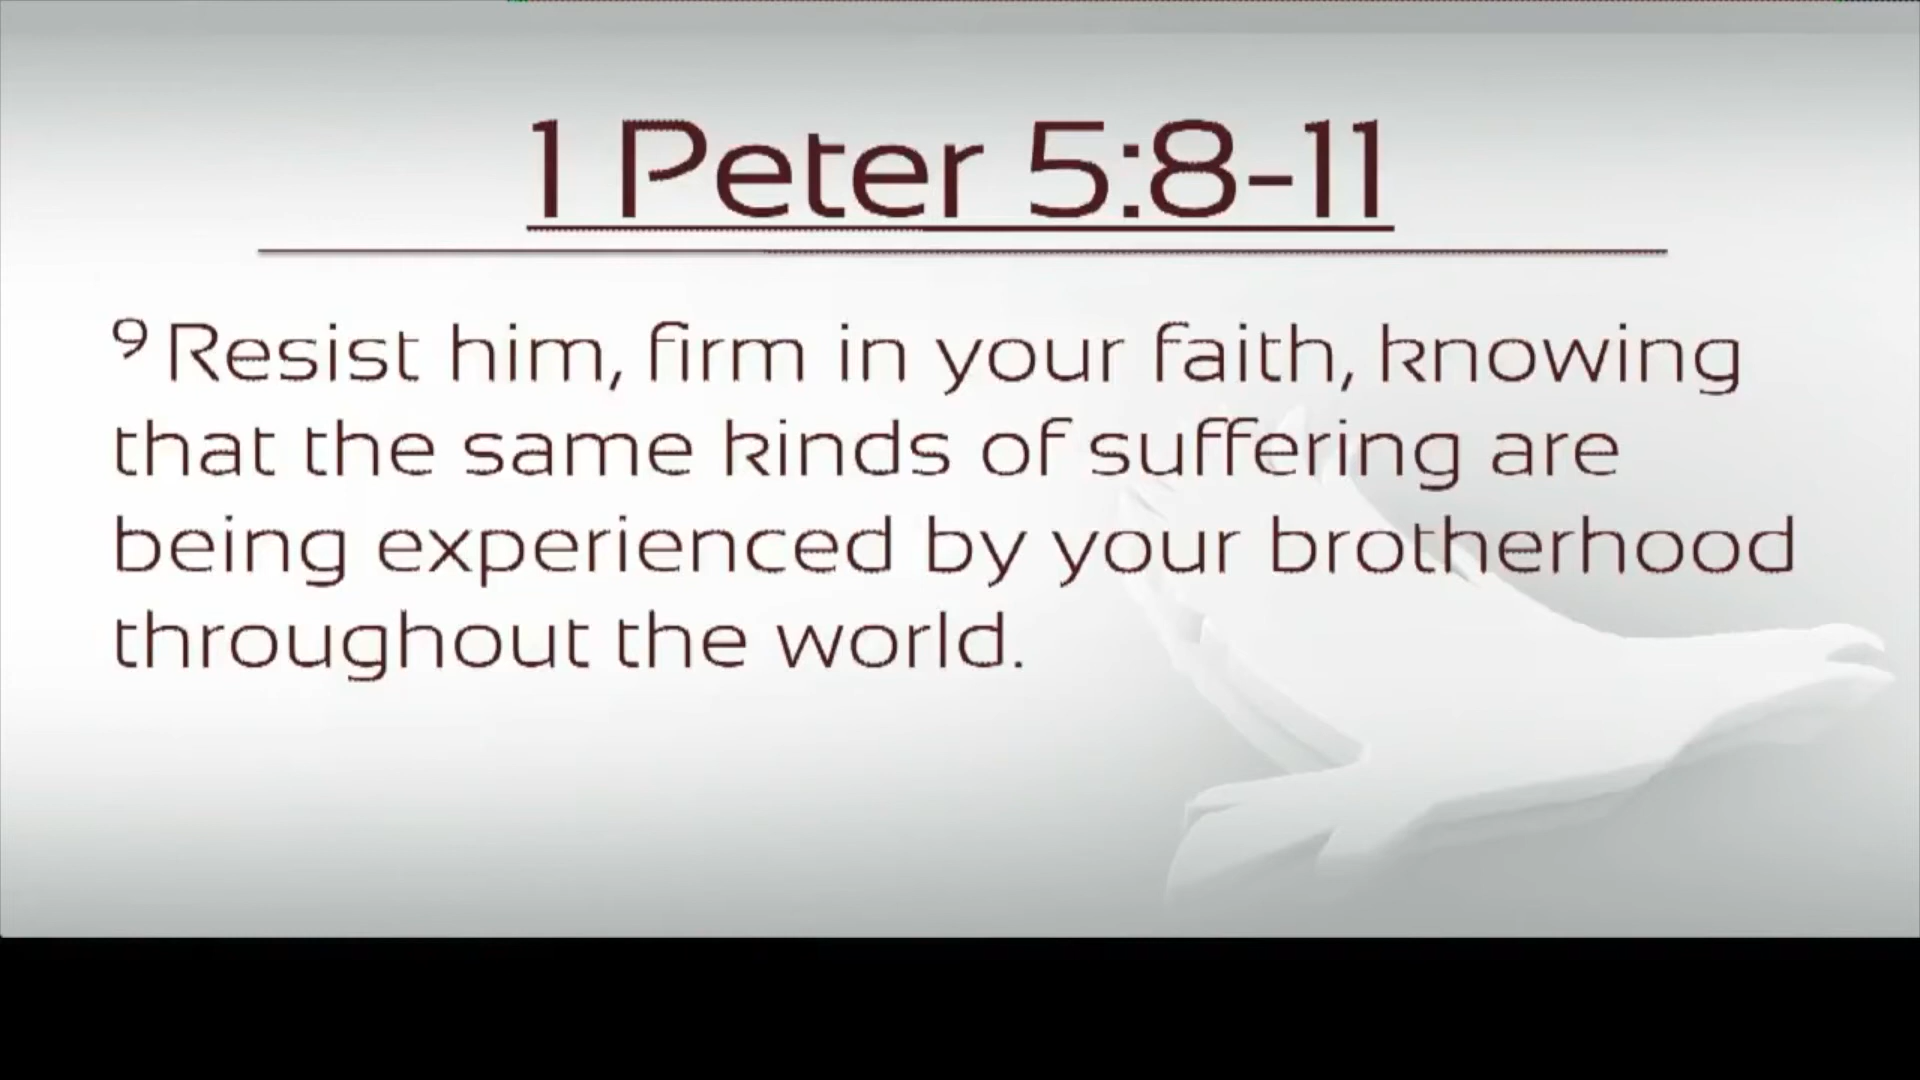 1 Peter 5:8-11
⁹ Resist him, firm in your faith, knowing
that the same kinds of suffering are
being experienced by your brotherhood
throughout the world.